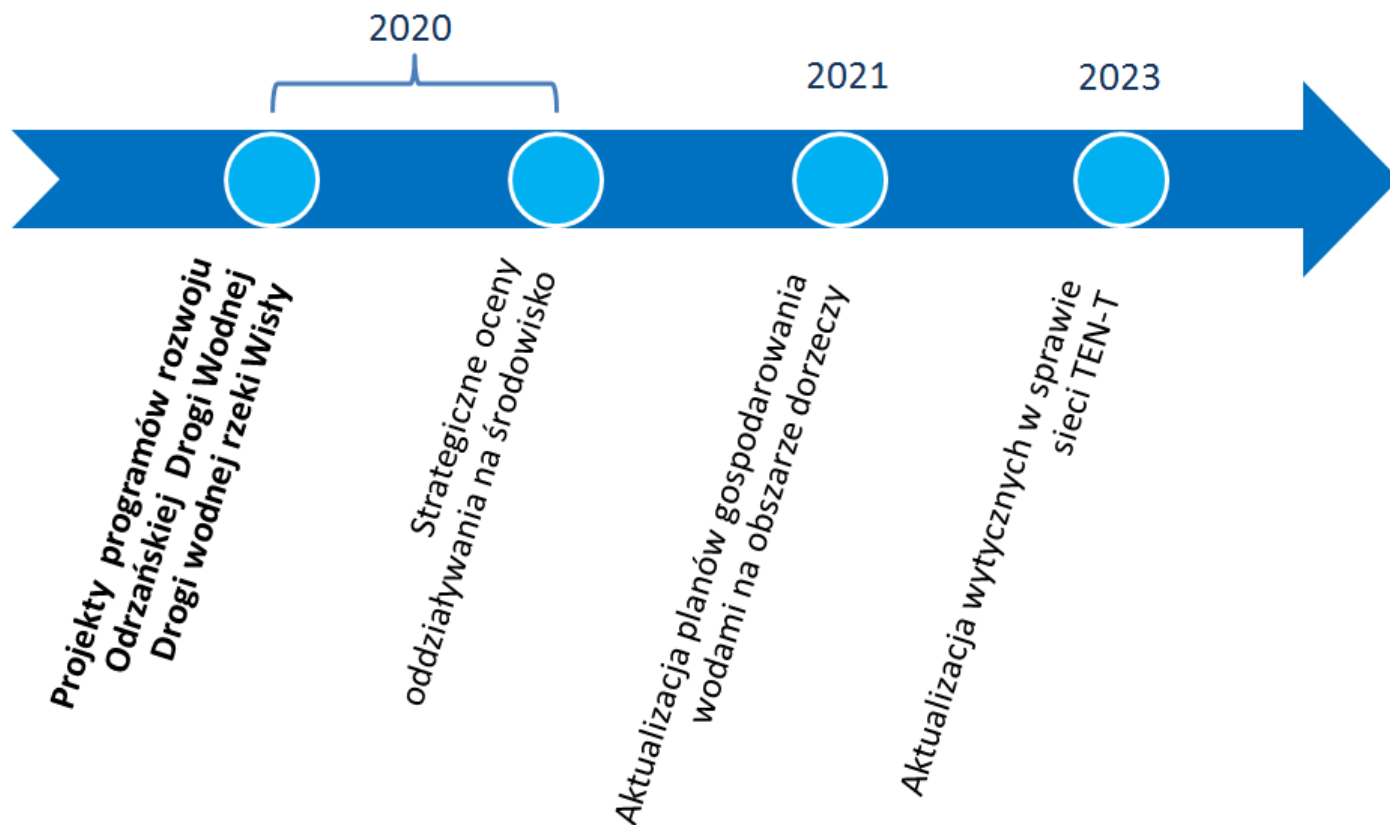 2020
2021
2023
Projekty programów rozwoju
Odrzańskiej Drogi Wodnej
Drogi wodnej rzeki Wisły
Strategiczne oceny
oddziaływania na środowisko
Aktualizacja planów gospodarowania
wodami na obszarze dorzeczy
Aktualizacja wytycznych w sprawie
sieci TEN-T